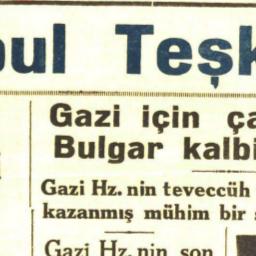 bul Teşk
Gazi için ça
Bulgar kalbi
Gazi Hz. nin teveccüh
kazanmış mühim bir
Gazi Hz. nin son